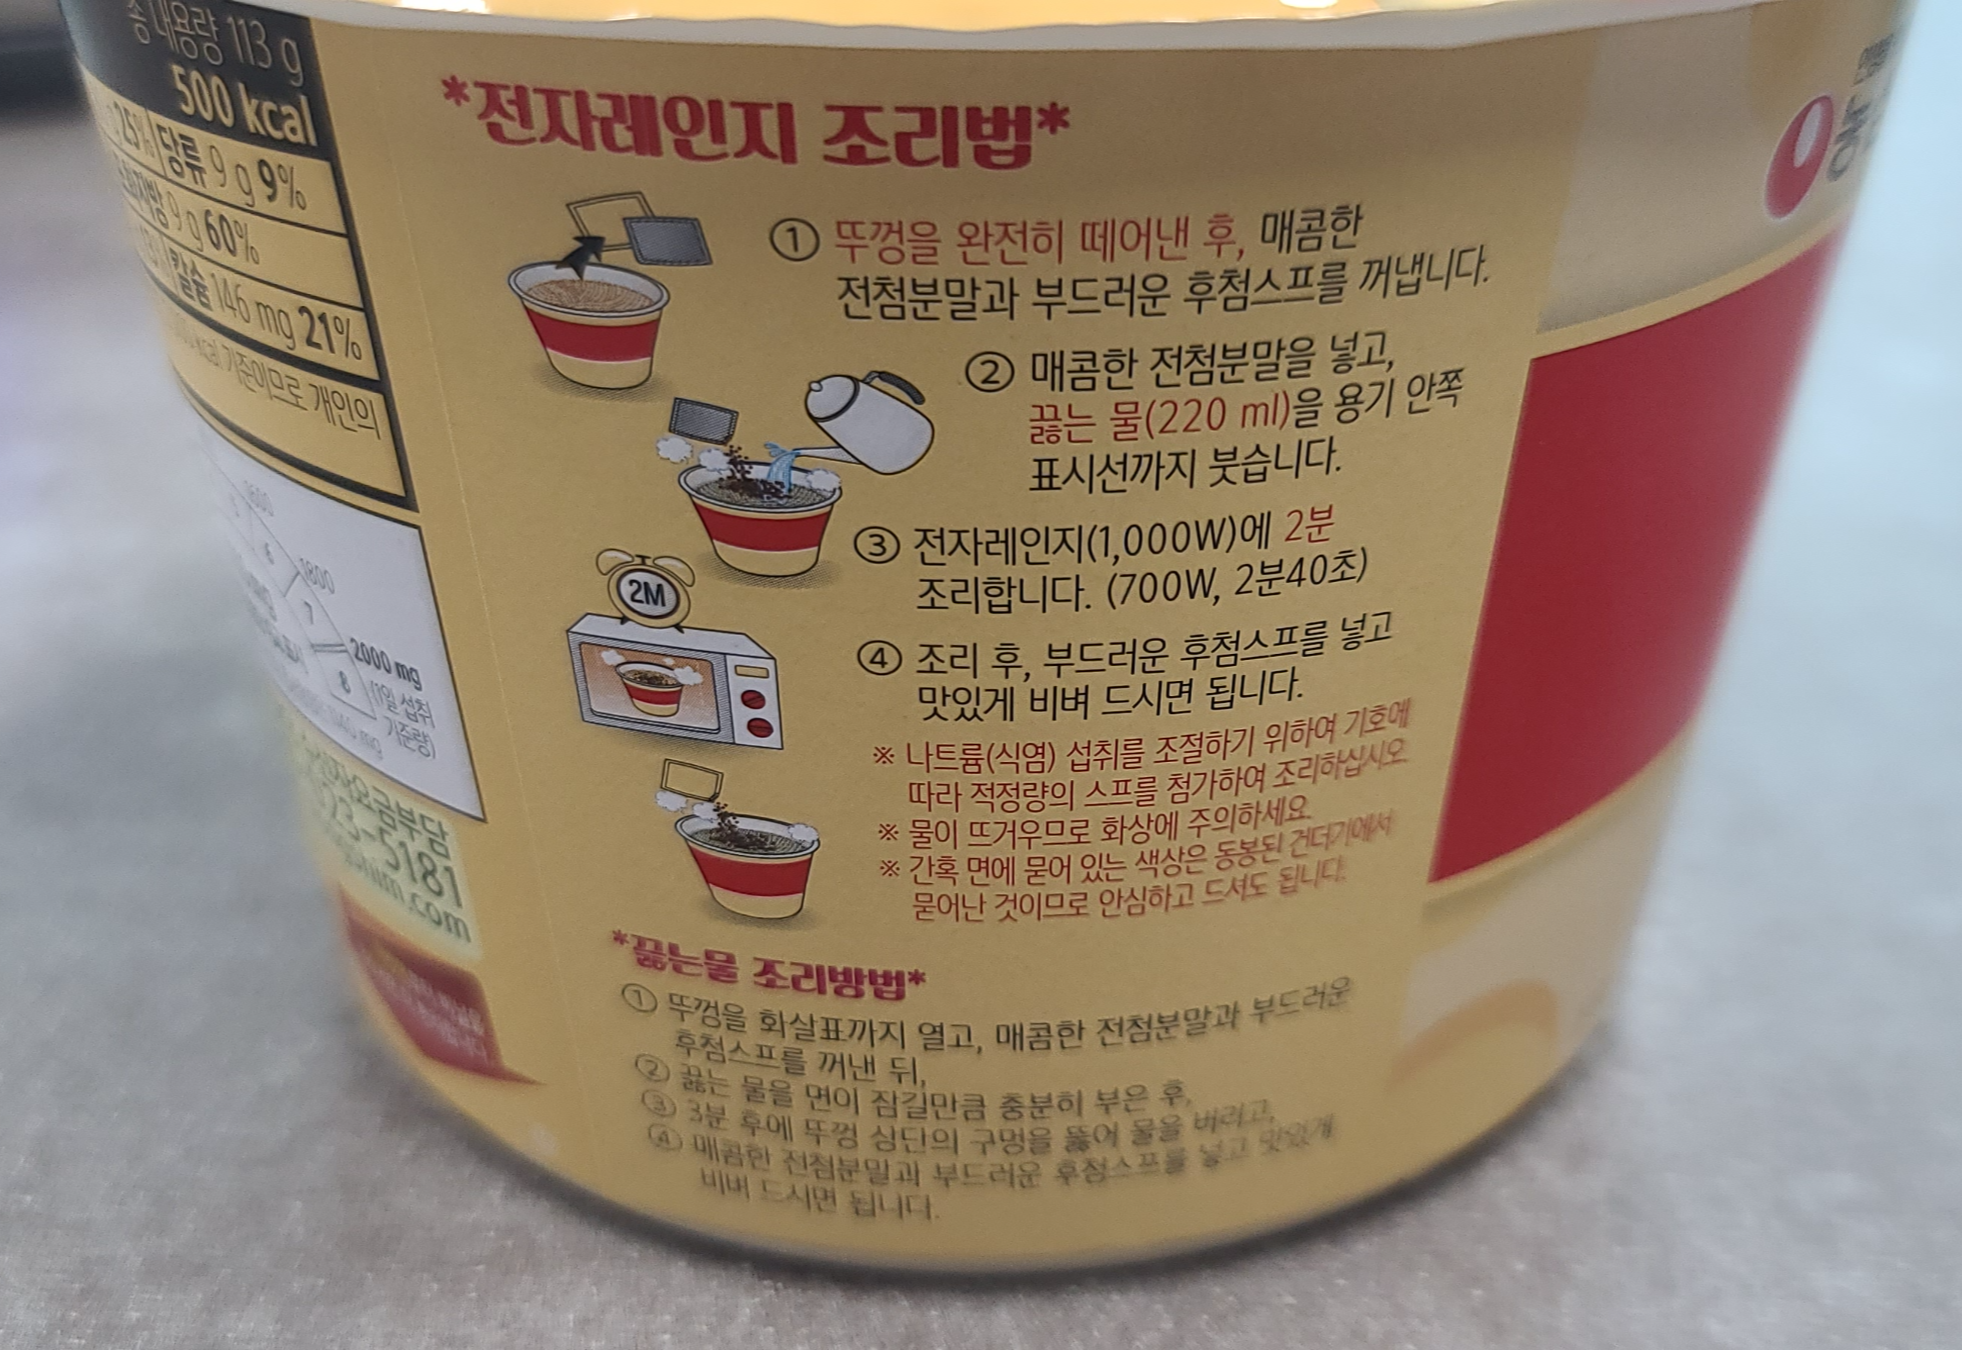 총 내용량 113 g
500 kcal
25% 당류 9 g 9%
9 g 60%
칼슘 146 mg 21%
기준이므로 개인의
1600
6
1800
7
2000 mg
8
(1일 섭취
기준량)
요금부담
23-5181
.com
*전자레인지 조리법*
① 뚜껑을 완전히 떼어낸 후, 매콤한
전첨분말과 부드러운 후첨스프를 꺼냅니다.
② 매콤한 전첨분말을 넣고,
끓는 물(220 ml)을 용기 안쪽
표시선까지 붓습니다.
③ 전자레인지(1,000W)에 2분
조리합니다. (700W, 2분40초)
2M
④ 조리 후, 부드러운 후첨스프를 넣고
맛있게 비벼 드시면 됩니다.
※ 나트륨(식염) 섭취를 조절하기 위하여 기호에
따라 적정량의 스프를 첨가하여 조리하십시오
※ 물이 뜨거우므로 화상에 주의하세요.
※ 간혹 면에 묻어 있는 색상은 동봉된 건더기에서
묻어난 것이므로 안심하고 드셔도 됩니다.
*끓는물 조리방법*
① 뚜껑을 화살표까지 열고, 매콤한 전첨분말과 부드러운
후첨스프를 꺼낸 뒤,
② 끓는 물을 면이 잠길만큼 충분히 부은 후,
③ 3분 후에 뚜껑 상단의 구멍을 뚫어 물을 버리고,
④ 매콤한 전첨분말과 부드러운 후첨스프를 넣고 맛있게
비벼 드시면 됩니다.